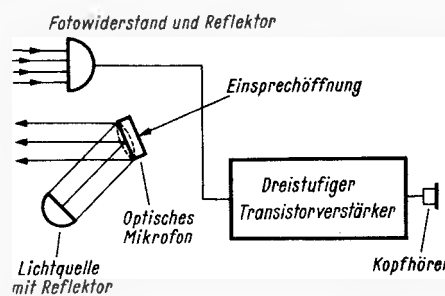 Fotowiderstand und Reflektor
Einsprechöffnung
Optisches
Mikrofon
Dreistufiger
Transistorverstärker
Kopfhörer
Lichtquelle
mit Reflektor